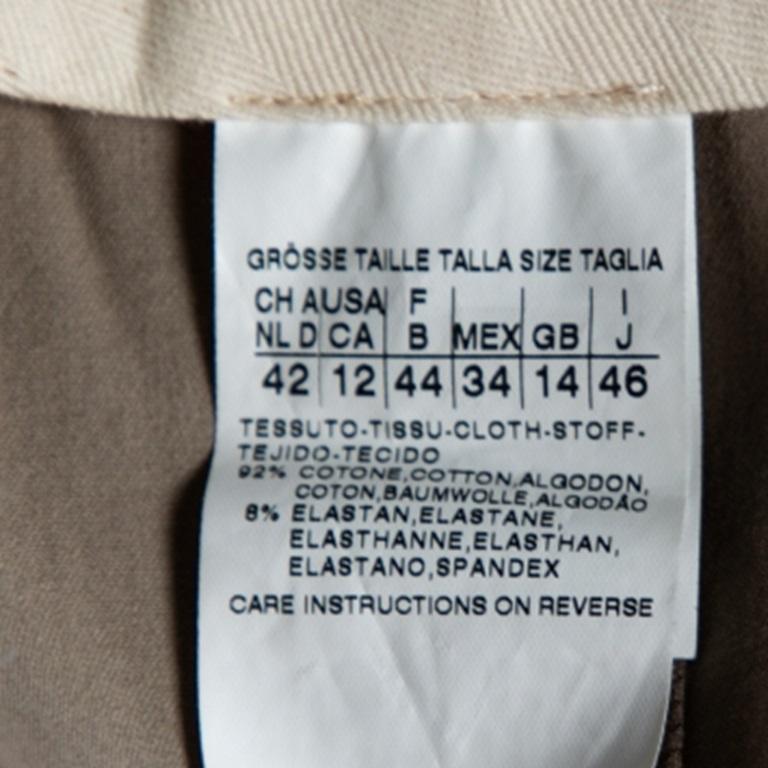 GRÖSSE TAILLE TALLA SIZE TAGLIA
CH A USA F I
NL D CA B MEX GB J
42 12 44 34 14 46
TESSUTO-TISSU-CLOTH-STOFF-
TEJIDO-TECIDO
92% COTONE,COTTON,ALGODON,
COTON,BAUMWOLLE,ALGODÃO
8% ELASTAN,ELASTANE,
ELASTHANNE,ELASTHAN,
ELASTANO,SPANDEX
CARE INSTRUCTIONS ON REVERSE